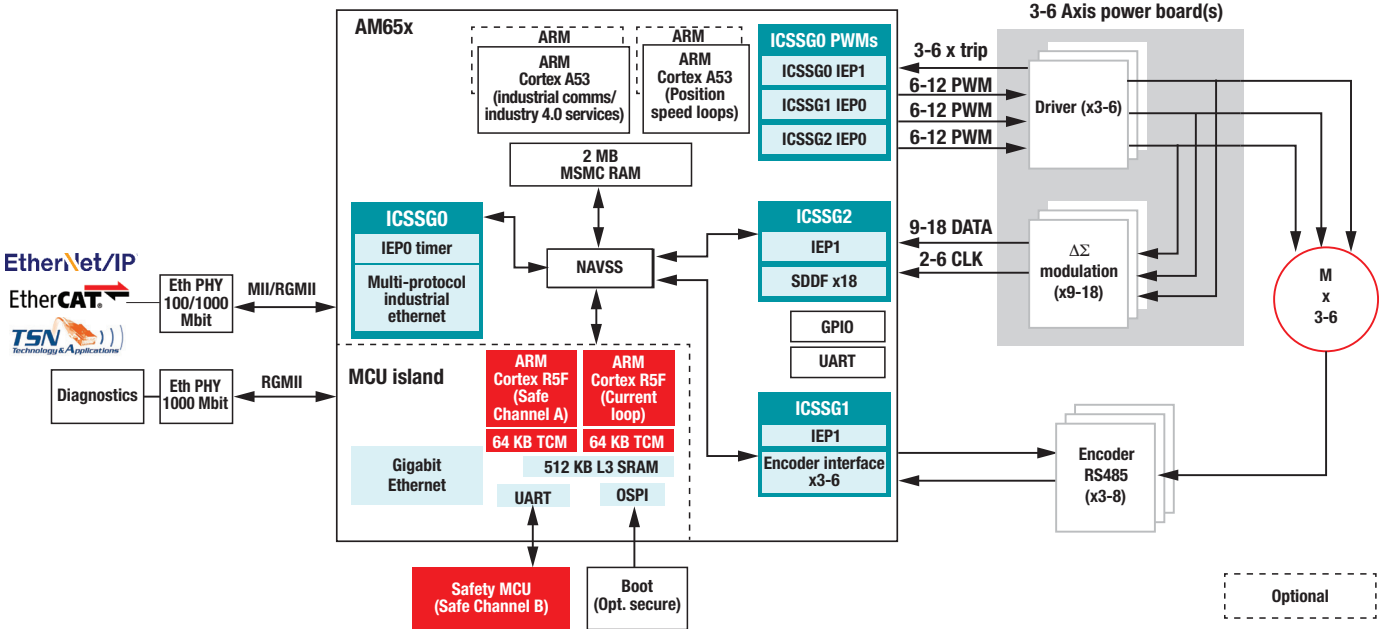 3-6 Axis power board(s)
AM65x
ARM
ARM
Cortex A53
(industrial comms/
industry 4.0 services)
ARM
ARM
Cortex A53
(Position
speed loops)
ICSSG0 PWMs
ICSSG0 IEP1
ICSSG1 IEP0
ICSSG2 IEP0
3-6 x trip
6-12 PWM
6-12 PWM
6-12 PWM
Driver (x3-6)
2 MB
MSMC RAM
ICSSG0
IEP0 timer
Multi-protocol
industrial
ethernet
NAVSS
ICSSG2
IEP1
SDDF x18
9-18 DATA
2-6 CLK
ΔΣ
modulation
(x9-18)
M
x
3-6
EtherNet/IP
EtherCAT®
TSN
Technology & Applications
Eth PHY
100/1000
Mbit
MII/RGMII
GPIO
UART
Diagnostics
Eth PHY
1000 Mbit
RGMII
MCU island
ARM
Cortex R5F
(Safe
Channel A)
64 KB TCM
ARM
Cortex R5F
(Current
loop)
64 KB TCM
512 KB L3 SRAM
Gigabit
Ethernet
UART
OSPI
ICSSG1
IEP1
Encoder interface
x3-6
Encoder
RS485
(x3-8)
Safety MCU
(Safe Channel B)
Boot
(Opt. secure)
Optional